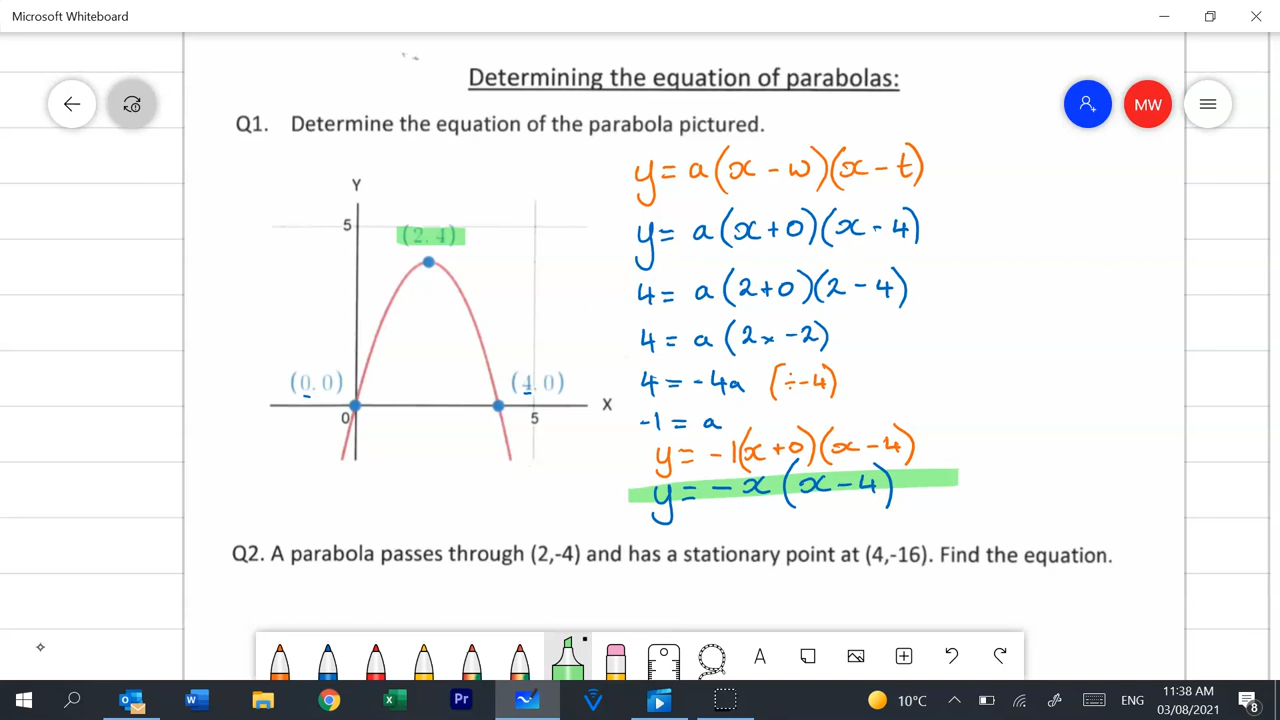 Microsoft Whiteboard
MW
Determining the equation of parabolas:
Q1. Determine the equation of the parabola pictured.
Y
5
(2, 4)
(0, 0)
(4, 0)
0
5
X
y = a(x - w)(x - t)
y = a(x+0)(x-4)
4 = a(2+0)(2-4)
4 = a(2x-2)
4 = -4a (÷-4)
-1 = a
y = -1(x+0)(x-4)
y = -x(x-4)
Q2. A parabola passes through (2,-4) and has a stationary point at (4,-16). Find the equation.
A
10°C
ENG
11:38 AM
03/08/2021
8